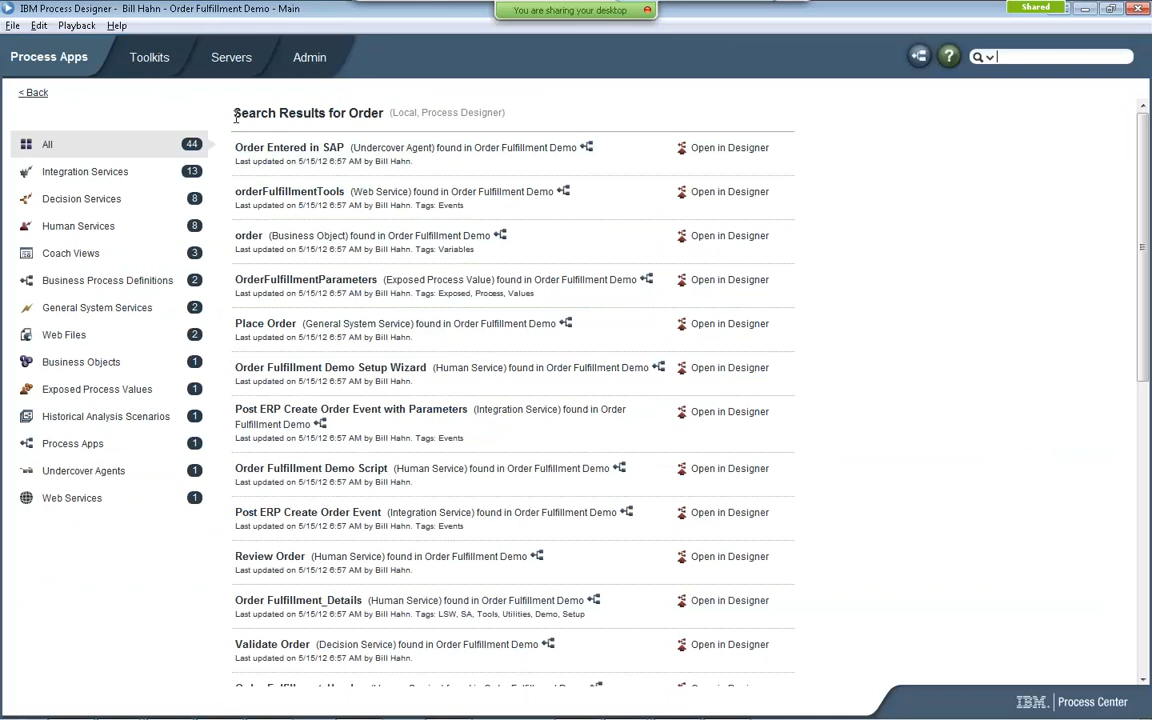 IBM Process Designer - Bill Hahn - Order Fulfillment Demo - Main
You are sharing your desktop
Shared
File Edit Playback Help
Process Apps Toolkits Servers Admin
?
< Back
Search Results for Order (Local, Process Designer)
All 44
Integration Services 13
Decision Services 8
Human Services 8
Coach Views 3
Business Process Definitions 2
General System Services 2
Web Files 2
Business Objects 1
Exposed Process Values 1
Historical Analysis Scenarios 1
Process Apps 1
Undercover Agents 1
Web Services 1
Order Entered in SAP (Undercover Agent) found in Order Fulfillment Demo Open in Designer
Last updated on 5/15/12 6:57 AM by Bill Hahn.
orderFulfillmentTools (Web Service) found in Order Fulfillment Demo Open in Designer
Last updated on 5/15/12 6:57 AM by Bill Hahn. Tags: Events
order (Business Object) found in Order Fulfillment Demo Open in Designer
Last updated on 5/15/12 6:57 AM by Bill Hahn. Tags: Variables
OrderFulfillmentParameters (Exposed Process Value) found in Order Fulfillment Demo Open in Designer
Last updated on 5/15/12 6:57 AM by Bill Hahn. Tags: Exposed, Process, Values
Place Order (General System Service) found in Order Fulfillment Demo Open in Designer
Last updated on 5/15/12 6:57 AM by Bill Hahn.
Order Fulfillment Demo Setup Wizard (Human Service) found in Order Fulfillment Demo Open in Designer
Last updated on 5/15/12 6:57 AM by Bill Hahn.
Post ERP Create Order Event with Parameters (Integration Service) found in Order Open in Designer
Fulfillment Demo
Last updated on 5/15/12 6:57 AM by Bill Hahn. Tags: Events
Order Fulfillment Demo Script (Human Service) found in Order Fulfillment Demo Open in Designer
Last updated on 5/15/12 6:57 AM by Bill Hahn.
Post ERP Create Order Event (Integration Service) found in Order Fulfillment Demo Open in Designer
Last updated on 5/15/12 6:57 AM by Bill Hahn. Tags: Events
Review Order (Human Service) found in Order Fulfillment Demo Open in Designer
Last updated on 5/15/12 6:57 AM by Bill Hahn.
Order Fulfillment_Details (Human Service) found in Order Fulfillment Demo Open in Designer
Last updated on 5/15/12 6:57 AM by Bill Hahn. Tags: LSW, SA, Tools, Utilities, Demo, Setup
Validate Order (Decision Service) found in Order Fulfillment Demo Open in Designer
Last updated on 5/15/12 6:57 AM by Bill Hahn.
IBM. Process Center